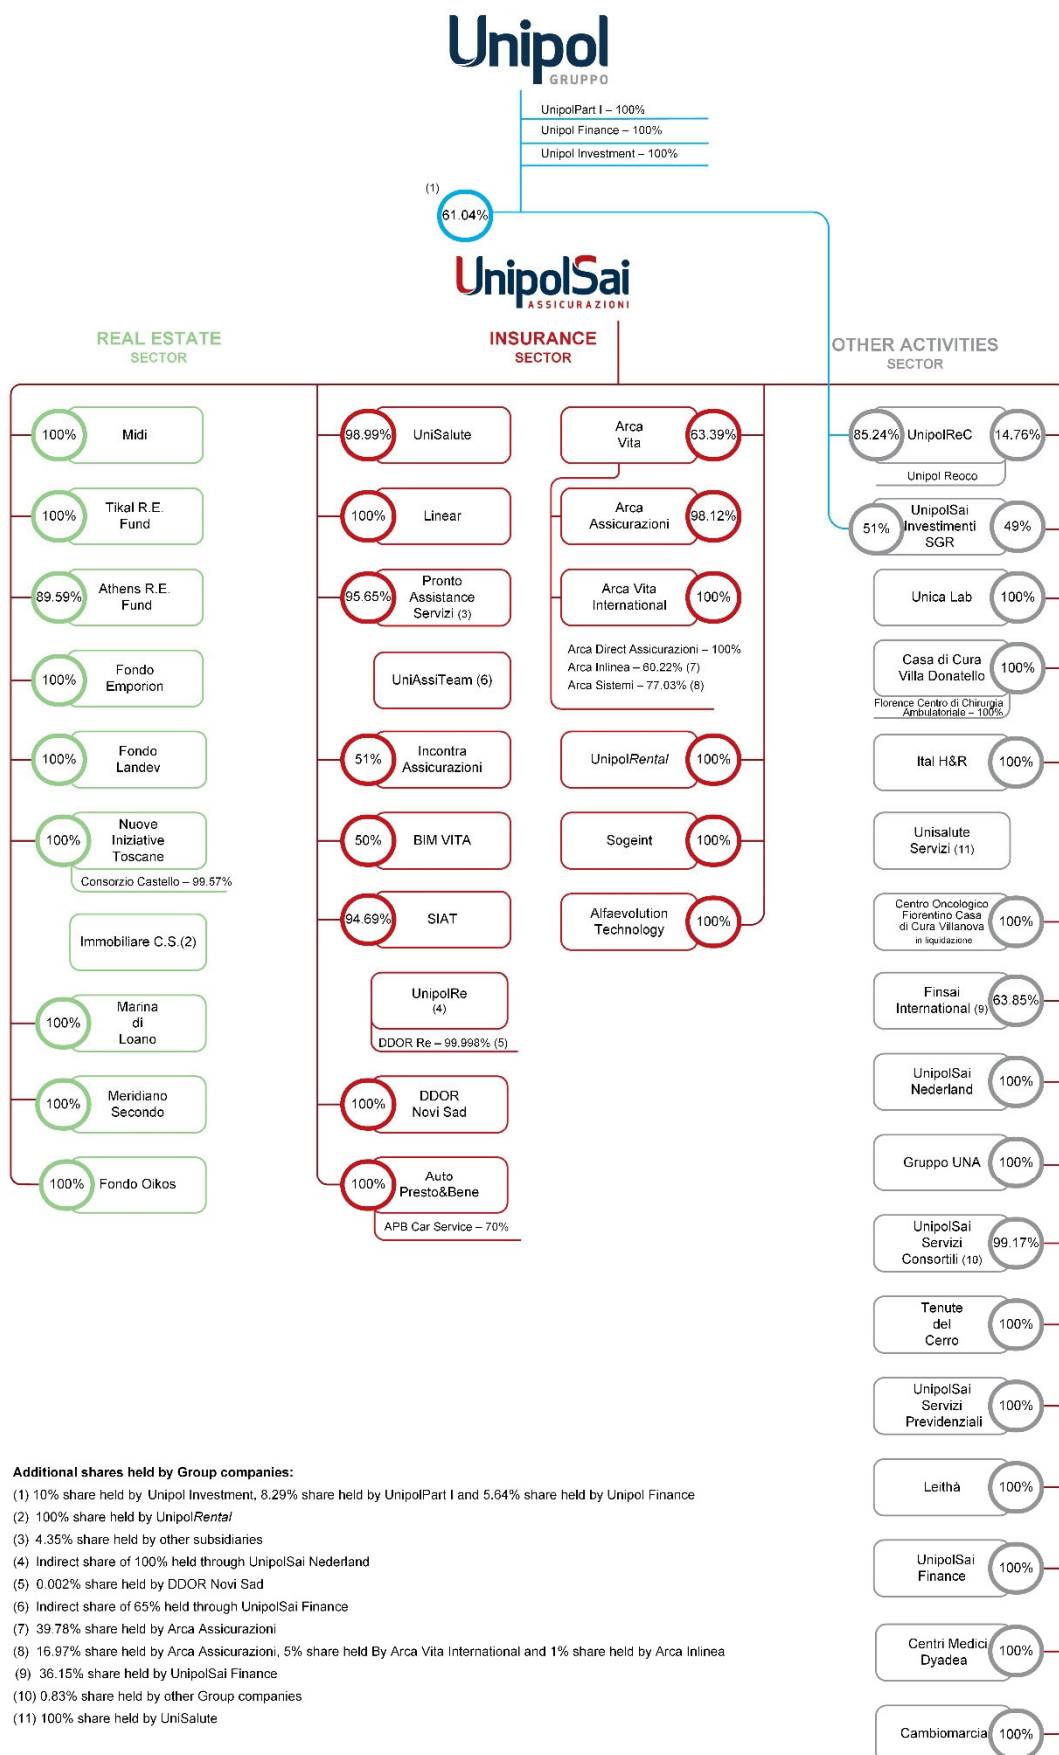 Unipol
GRUPPO
UnipolPart I – 100%
Unipol Finance – 100%
Unipol Investment – 100%
(1)
61.04%
UnipolSai
ASSICURAZIONI
REAL ESTATE
SECTOR
100%
Midi
100%
Tikal R.E.
Fund
89.59%
Athens R.E.
Fund
100%
Fondo
Emporion
100%
Fondo
Landev
100%
Nuove
Iniziative
Toscane
Consorzio Castello – 99.57%
Immobiliare C.S.(2)
100%
Marina
di
Loano
100%
Meridiano
Secondo
100%
Fondo Oikos
INSURANCE
SECTOR
98.99%
UniSalute
100%
Linear
95.65%
Pronto
Assistance
Servizi (3)
UniAssiTeam (6)
51%
Incontra
Assicurazioni
50%
BIM VITA
94.69%
SIAT
UnipolRe
(4)
DDOR Re – 99.998% (5)
100%
DDOR
Novi Sad
100%
Auto
Presto&Bene
APB Car Service – 70%
Arca
Vita
63.39%
Arca
Assicurazioni
98.12%
Arca Vita
International
100%
Arca Direct Assicurazioni – 100%
Arca Inlinea – 60.22% (7)
Arca Sistemi – 77.03% (8)
UnipolRental
100%
Sogeint
100%
Alfaevolution
Technology
100%
OTHER ACTIVITIES
SECTOR
85.24%
UnipolReC
14.76%
Unipol Reoco
51%
UnipolSai
Investimenti
SGR
49%
Unica Lab
100%
Casa di Cura
Villa Donatello
100%
Florence Centro di Chirurgia
Ambulatoriale – 100%
Ital H&R
100%
Unisalute
Servizi (11)
Centro Oncologico
Fiorentino Casa
di Cura Villanova
in liquidazione
100%
Finsai
International (9)
63.85%
UnipolSai
Nederland
100%
Gruppo UNA
100%
UnipolSai
Servizi
Consortili (10)
99.17%
Tenute
del
Cerro
100%
UnipolSai
Servizi
Previdenziali
100%
Leithà
100%
UnipolSai
Finance
100%
Centri Medici
Dyadea
100%
Cambiomarcia
100%
Additional shares held by Group companies:
(1) 10% share held by Unipol Investment, 8.29% share held by UnipolPart I and 5.64% share held by Unipol Finance
(2) 100% share held by UnipolRental
(3) 4.35% share held by other subsidiaries
(4) Indirect share of 100% held through UnipolSai Nederland
(5) 0.002% share held by DDOR Novi Sad
(6) Indirect share of 65% held through UnipolSai Finance
(7) 39.78% share held by Arca Assicurazioni
(8) 16.97% share held by Arca Assicurazioni, 5% share held By Arca Vita International and 1% share held by Arca Inlinea
(9) 36.15% share held by UnipolSai Finance
(10) 0.83% share held by other Group companies
(11) 100% share held by UniSalute